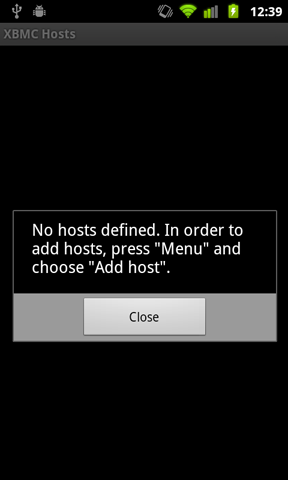 12:39
XBMC Hosts
No hosts defined. In order to
add hosts, press "Menu" and
choose "Add host".
Close